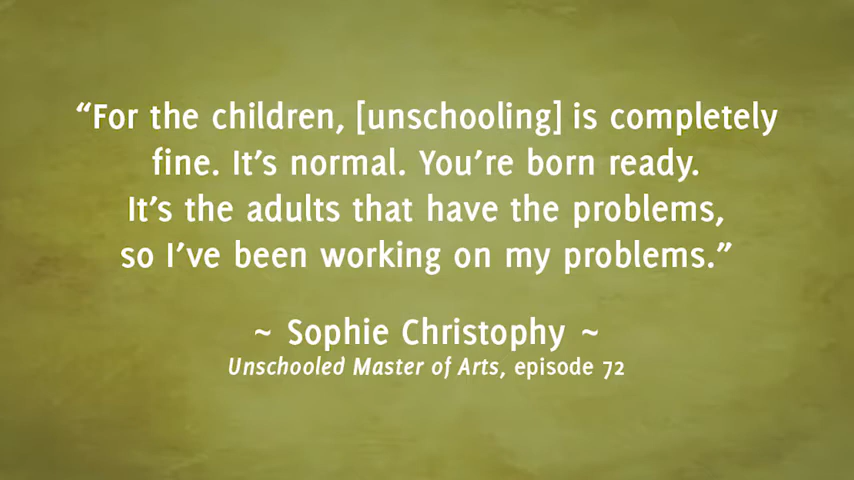 “For the children, [unschooling] is completely
fine. It’s normal. You’re born ready.
It’s the adults that have the problems,
so I’ve been working on my problems.”
~ Sophie Christophy ~
Unschooled Master of Arts, episode 72